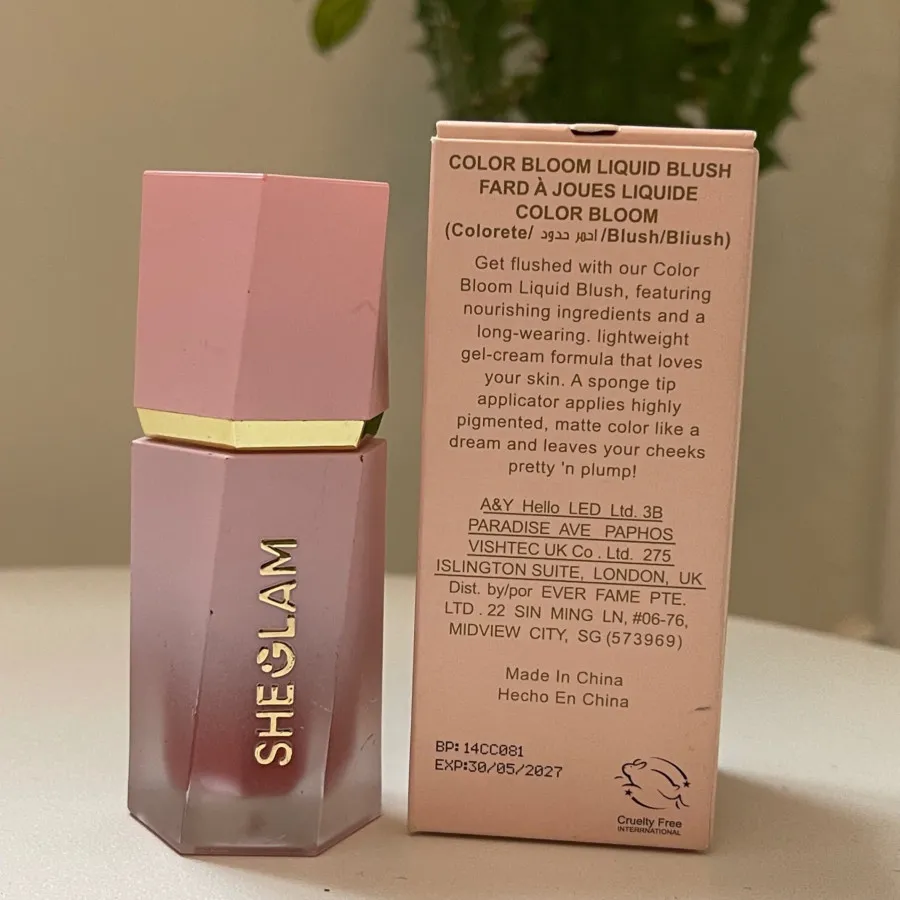 SHEGLAM
COLOR BLOOM LIQUID BLUSH
FARD À JOUES LIQUIDE
COLOR BLOOM
(Colorete/ احمر حدود /Blush/Bliush)
Get flushed with our Color
Bloom Liquid Blush, featuring
nourishing ingredients and a
long-wearing. lightweight
gel-cream formula that loves
your skin. A sponge tip
applicator applies highly
pigmented, matte color like a
dream and leaves your cheeks
pretty 'n plump!
A&Y Hello LED Ltd. 3B
PARADISE AVE PAPHOS
VISHTEC UK Co . Ltd. 275
ISLINGTON SUITE, LONDON, UK
Dist. by/por EVER FAME PTE.
LTD . 22 SIN MING LN, #06-76,
MIDVIEW CITY, SG (573969)
Made In China
Hecho En China
BP: 14CC081
EXP:30/05/2027
Cruelty Free
INTERRNATIONAL